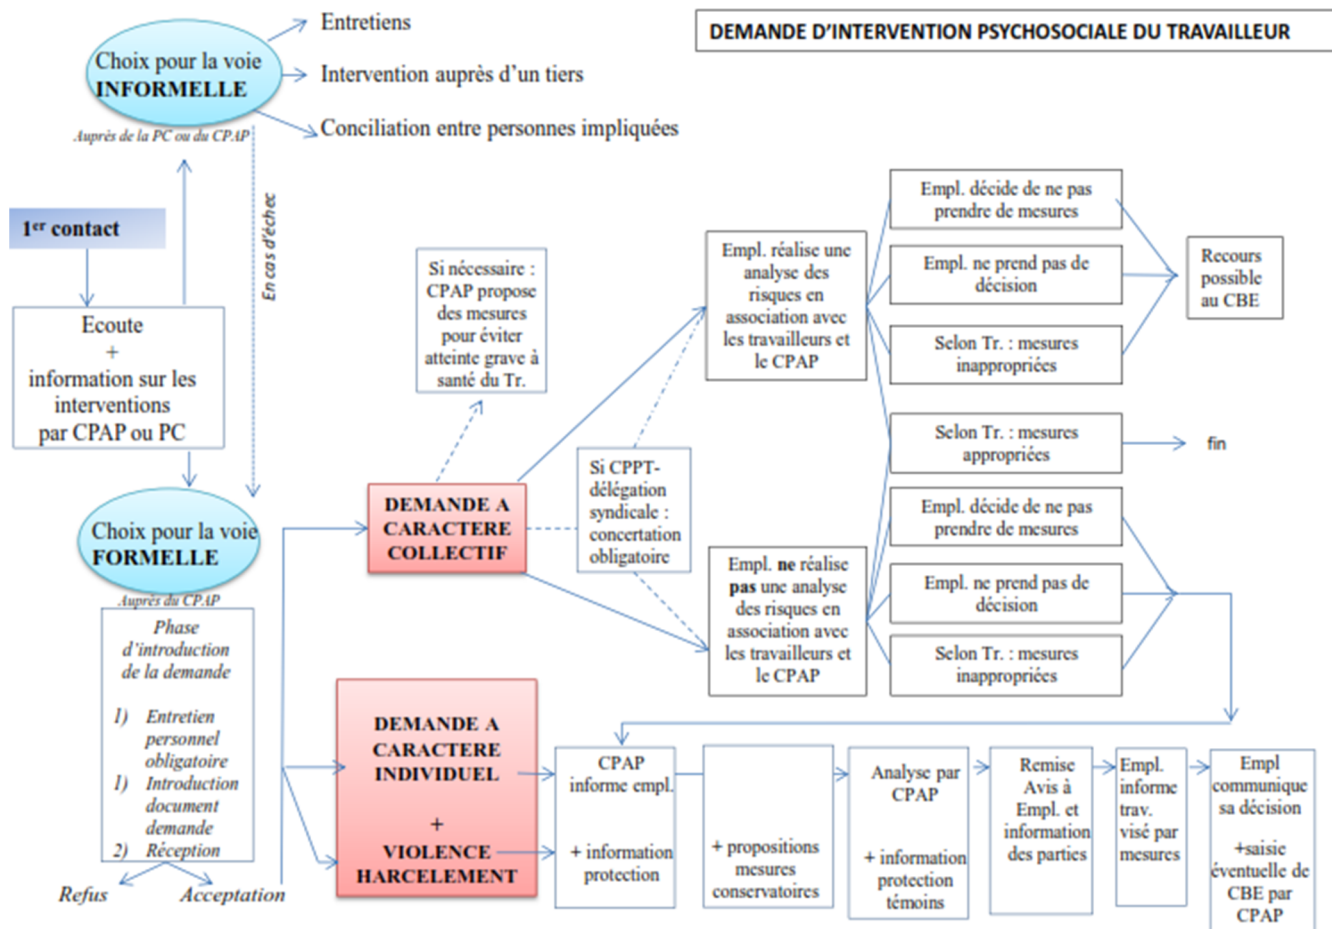 DEMANDE D'INTERVENTION PSYCHOSOCIALE DU TRAVAILLEUR
Choix pour la voie
INFORMELLE
Auprès de la PC ou du CPAP
Entretiens
Intervention auprès d'un tiers
Conciliation entre personnes impliquées
En cas d'échec
1er contact
Ecoute
+
information sur les
interventions
par CPAP ou PC
Choix pour la voie
FORMELLE
Auprès du CPAP
Phase
d'introduction
de la demande
1) Entretien
personnel
obligatoire
1) Introduction
document
demande
2) Réception
Refus
Acceptation
Si nécessaire :
CPAP propose
des mesures
pour éviter
atteinte grave à
santé du Tr.
DEMANDE A
CARACTERE
COLLECTIF
Si CPPT-
délégation
syndicale :
concertation
obligatoire
Empl. réalise une
analyse des
risques en
association avec
les travailleurs et
le CPAP
Empl. ne réalise
pas une analyse
des risques en
association avec
les travailleurs et
le CPAP
Empl. décide de ne pas
prendre de mesures
Empl. ne prend pas de
décision
Selon Tr. : mesures
inappropriées
Recours
possible
au CBE
Selon Tr. : mesures
appropriées
fin
Empl. décide de ne pas
prendre de mesures
Empl. ne prend pas de
décision
Selon Tr. : mesures
inappropriées
DEMANDE A
CARACTERE
INDIVIDUEL
+
VIOLENCE
HARCELEMENT
CPAP
informe empl.
+ information
protection
+ propositions
mesures
conservatoires
Analyse par
CPAP
+ information
protection
témoins
Remise
Avis à
Empl. et
information
des parties
Empl.
informe
trav.
visé par
mesures
Empl
communique
sa décision
+saisie
éventuelle de
CBE par
CPAP